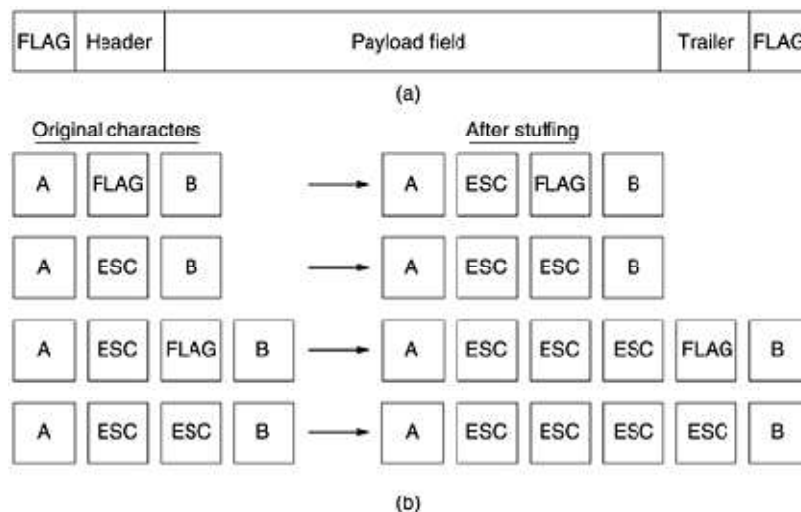 FLAG Header Payload field Trailer FLAG
(a)
Original characters After stuffing
A FLAG B A ESC FLAG B
A ESC B A ESC ESC B
A ESC FLAG B A ESC ESC ESC FLAG B
A ESC ESC B A ESC ESC ESC ESC B
(b)